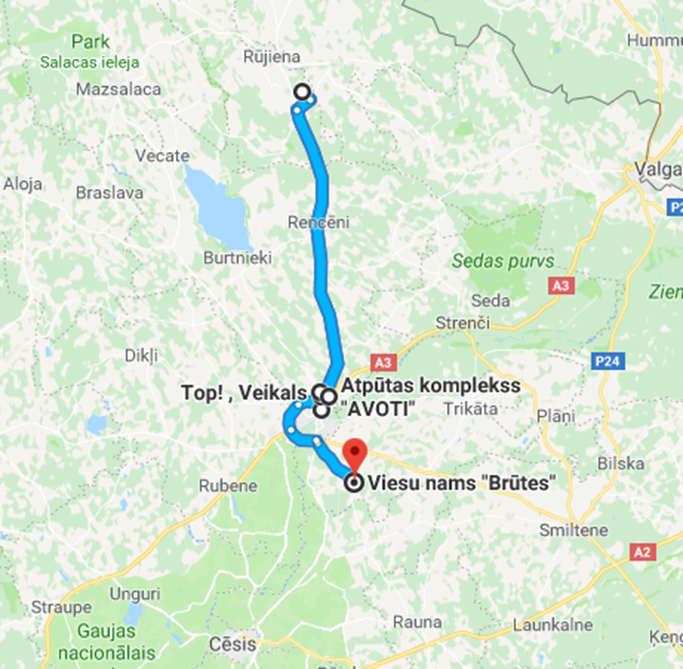 Park
Salacas ieleja
Rūjiena
Mazsalaca
Vecate
Aloja
Braslava
Valga
P2
Rencēni
Burtnieki
Sedas purvs
A3
Seda
Strenči
Dikļi
A3
P24
Top! , Veikals
Atpūtas komplekss
"AVOTI"
Trikāta
Plāņi
Bilska
Rubene
Viesu nams "Brūtes"
Smiltene
A2
Unguri
Straupe
Rauna
Launkalne
Gaujas
nacionālais
Cēsis